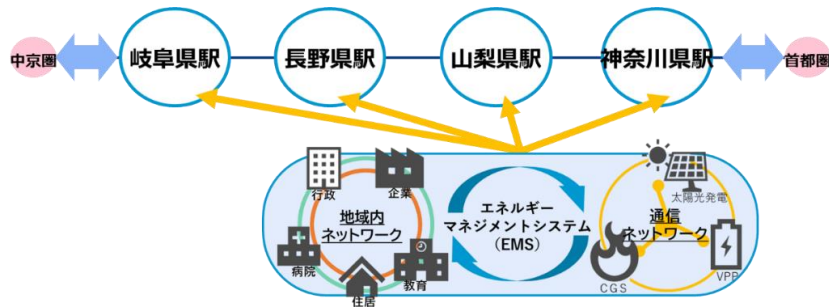 中京圏
岐阜県駅
長野県駅
山梨県駅
神奈川県駅
首都圏
行政
企業
地域内
ネットワーク
病院
住居
教育
エネルギー
マネジメントシステム
(EMS)
太陽光発電
通信
ネットワーク
CGS
VPP